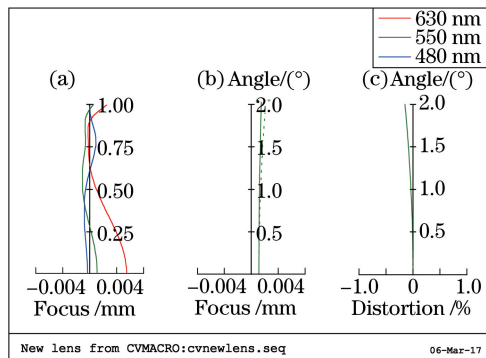 630 nm
550 nm
480 nm
(a)
(b) Angle/(°)
(c) Angle/(°)
1.00
0.75
0.50
0.25
2.0
1.5
1.0
0.5
2.0
1.5
1.0
0.5
−0.004 0 0.004
−0.004 0 0.004
−1.0 0 1.0
Focus /mm
Focus /mm
Distortion /%
New lens from CVMACRO:cvnewlens.seq
06-Mar-17